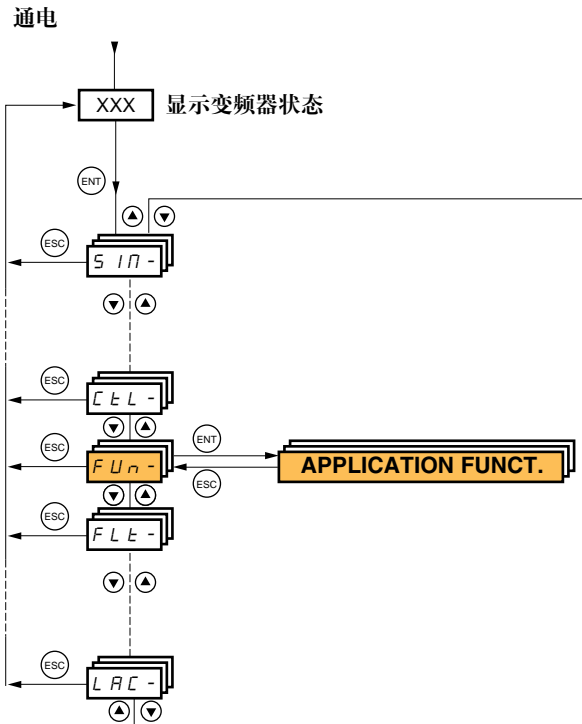 通电
XXX 显示变频器状态
ENT
ESC
SIM-
ESC
CtL-
ESC
FUn-
ENT
APPLICATION FUNCT.
ESC
ESC
FLt-
ESC
LAC-